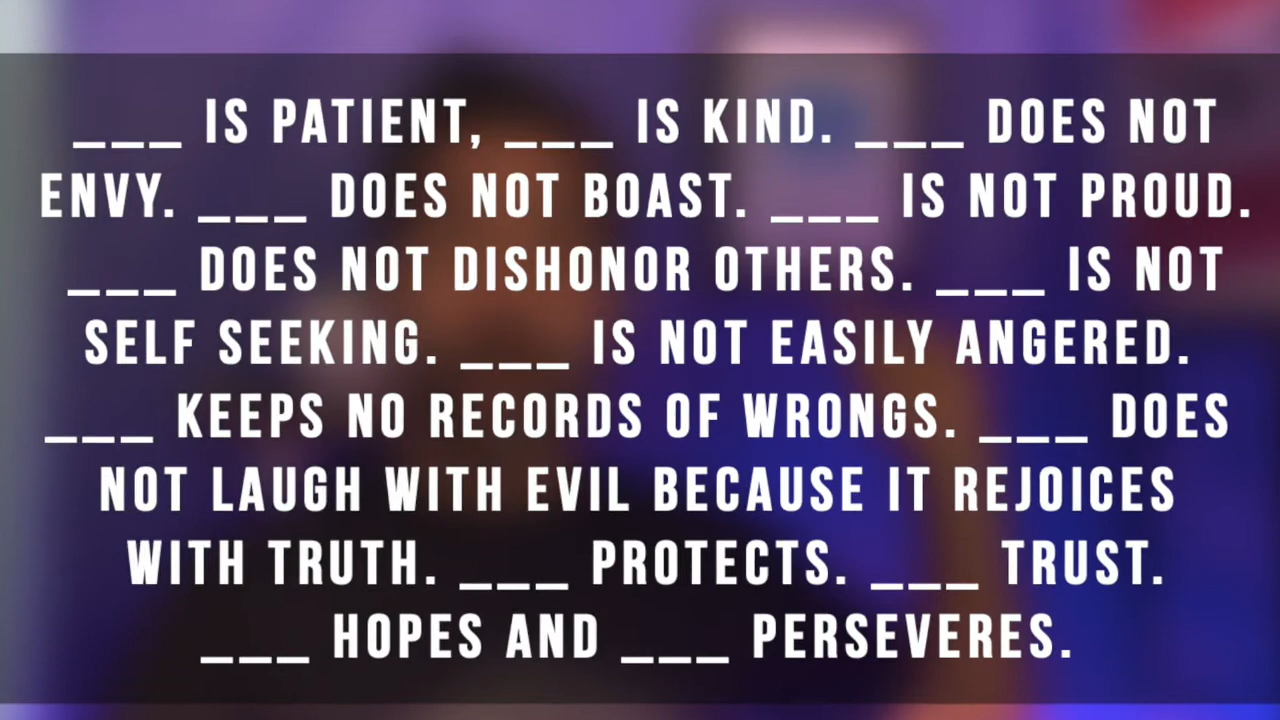 ___ IS PATIENT, ___ IS KIND. ___ DOES NOT
ENVY. ___ DOES NOT BOAST. ___ IS NOT PROUD.
___ DOES NOT DISHONOR OTHERS. ___ IS NOT
SELF SEEKING. ___ IS NOT EASILY ANGERED.
___ KEEPS NO RECORDS OF WRONGS. ___ DOES
NOT LAUGH WITH EVIL BECAUSE IT REJOICES
WITH TRUTH. ___ PROTECTS. ___ TRUST.
___ HOPES AND ___ PERSEVERES.